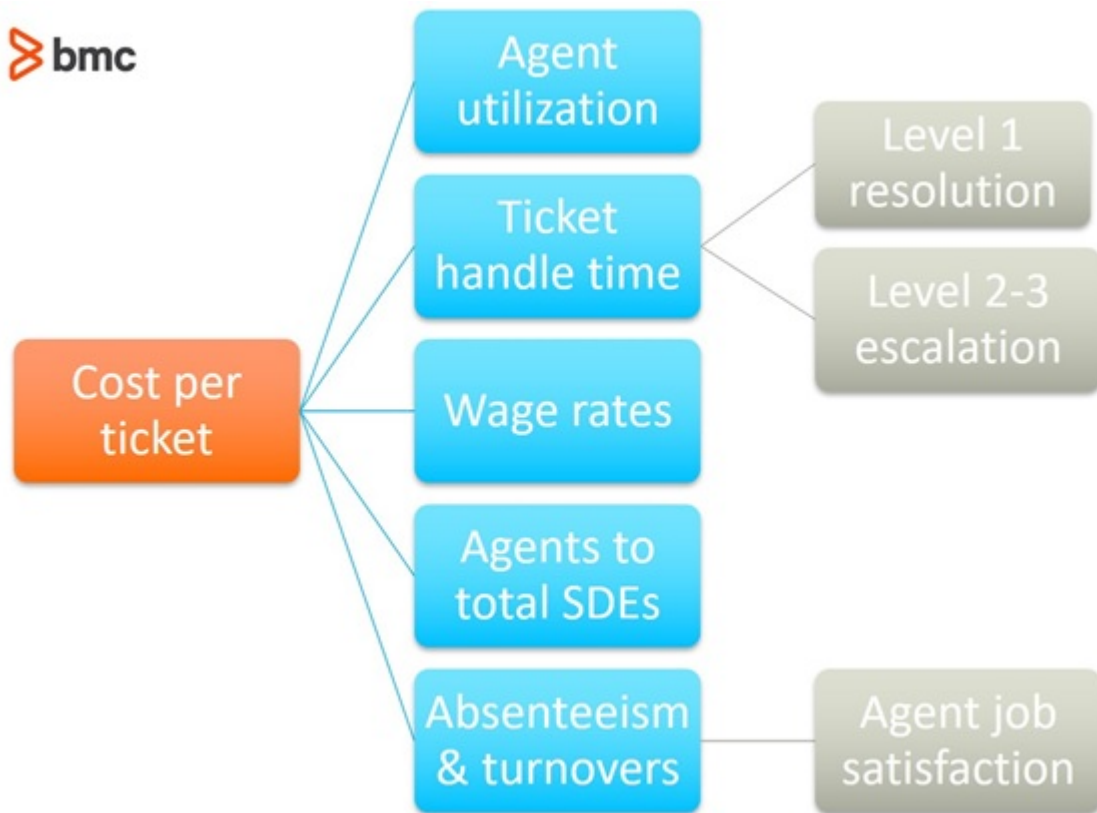 bmc
Agent
utilization
Level 1
resolution
Ticket
handle time
Level 2-3
escalation
Cost per
ticket
Wage rates
Agents to
total SDEs
Absenteeism
& turnovers
Agent job
satisfaction